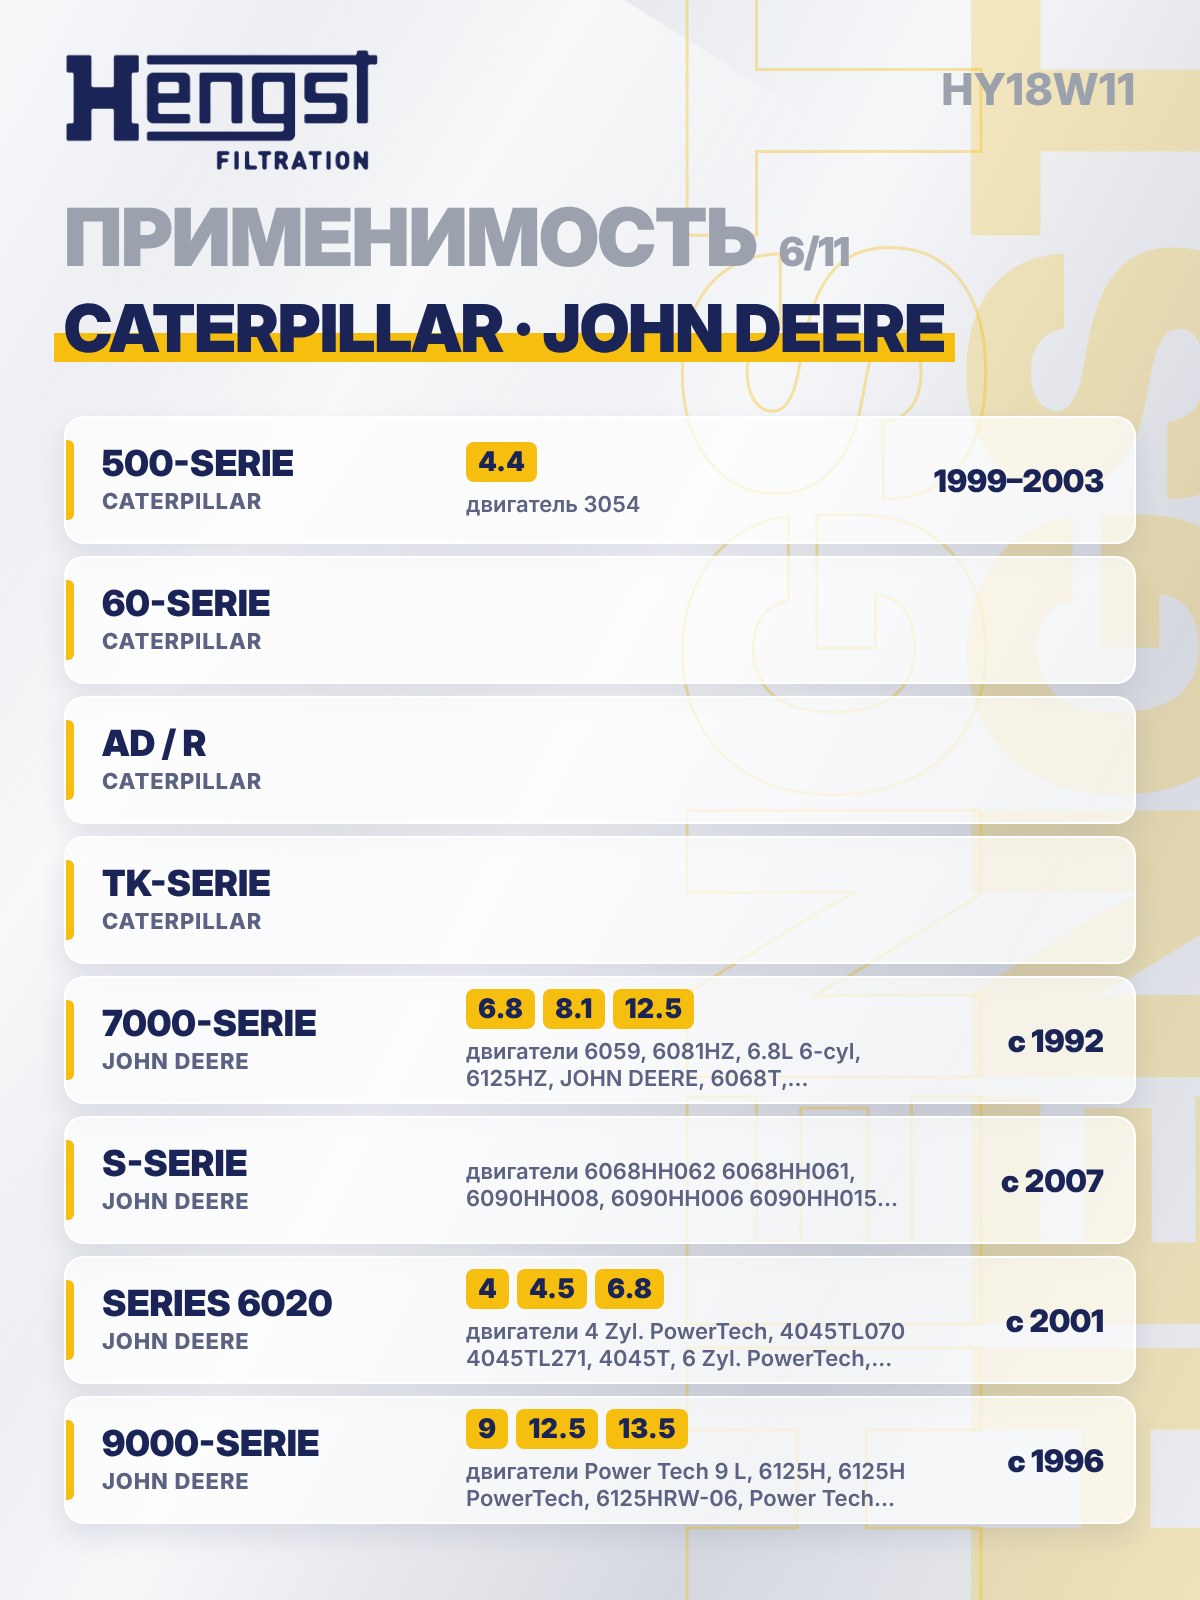 Hengst
FILTRATION
HY18W11
ПРИМЕНИМОСТЬ 6/11
CATERPILLAR · JOHN DEERE
500-SERIE
CATERPILLAR
4.4
двигатель 3054
1999–2003
60-SERIE
CATERPILLAR
AD / R
CATERPILLAR
TK-SERIE
CATERPILLAR
7000-SERIE
JOHN DEERE
6.8 8.1 12.5
двигатели 6059, 6081HZ, 6.8L 6-cyl,
6125HZ, JOHN DEERE, 6068T,...
с 1992
S-SERIE
JOHN DEERE
двигатели 6068HH062 6068HH061,
6090HH008, 6090HH006 6090HH015...
с 2007
SERIES 6020
JOHN DEERE
4 4.5 6.8
двигатели 4 Zyl. PowerTech, 4045TL070
4045TL271, 4045T, 6 Zyl. PowerTech,...
с 2001
9000-SERIE
JOHN DEERE
9 12.5 13.5
двигатели Power Tech 9 L, 6125H, 6125H
PowerTech, 6125HRW-06, Power Tech...
с 1996
HENGST
HENGST